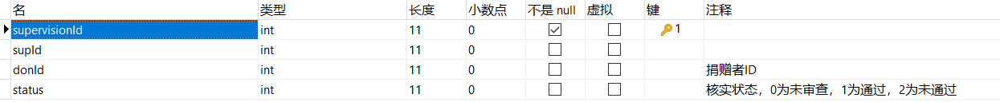 名 类型 长度 小数点 不是 null 虚拟 键 注释
supervisionId int 11 0 1
supId int 11 0
donId int 11 0 捐赠者ID
status int 11 0 核实状态，0为未审查，1为通过，2为未通过